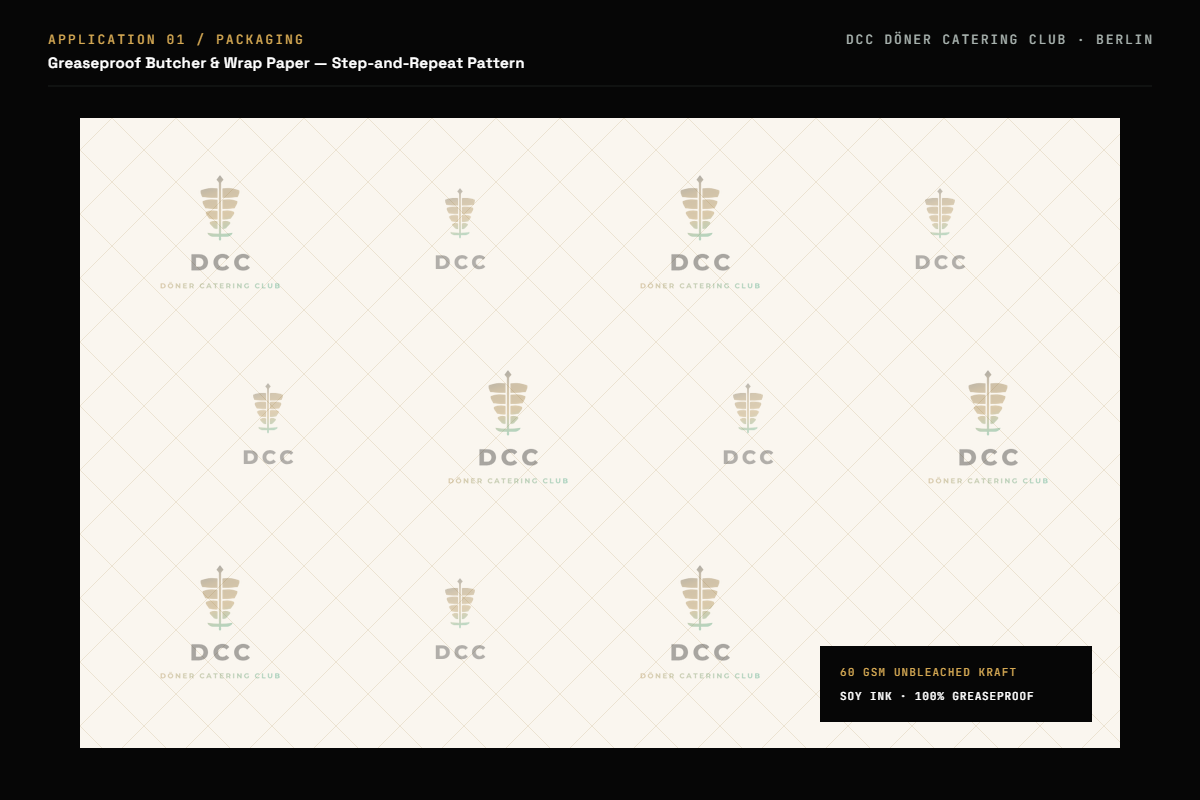 APPLICATION 01 / PACKAGING
DCC DÖNER CATERING CLUB · BERLIN
Greaseproof Butcher & Wrap Paper — Step-and-Repeat Pattern
DCC
DÖNER CATERING CLUB
DCC
DCC
DÖNER CATERING CLUB
DCC
DCC
DCC
DÖNER CATERING CLUB
DCC
DCC
DÖNER CATERING CLUB
DCC
DÖNER CATERING CLUB
DCC
DCC
DÖNER CATERING CLUB
60 GSM UNBLEACHED KRAFT
SOY INK · 100% GREASEPROOF